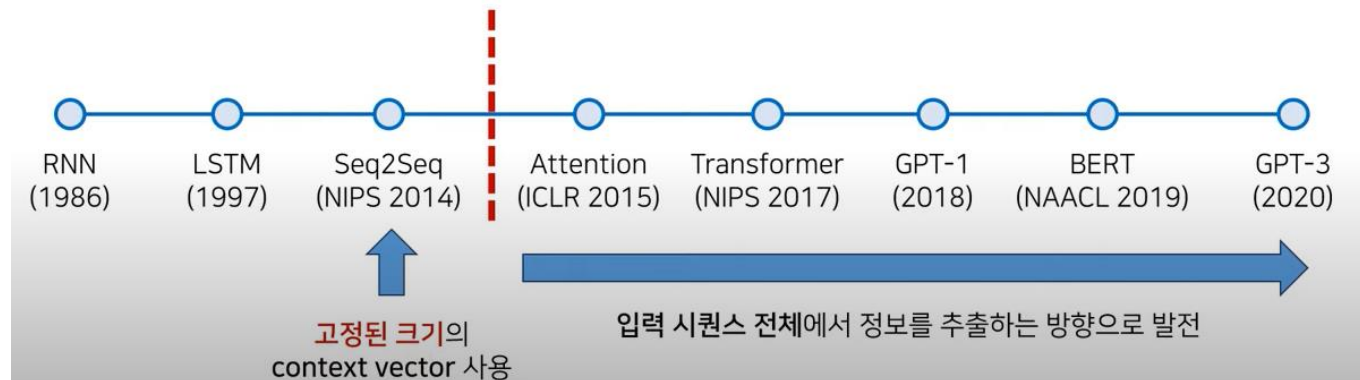 RNN
(1986)
LSTM
(1997)
Seq2Seq
(NIPS 2014)
Attention
(ICLR 2015)
Transformer
(NIPS 2017)
GPT-1
(2018)
BERT
(NAACL 2019)
GPT-3
(2020)
고정된 크기의
context vector 사용
입력 시퀀스 전체에서 정보를 추출하는 방향으로 발전